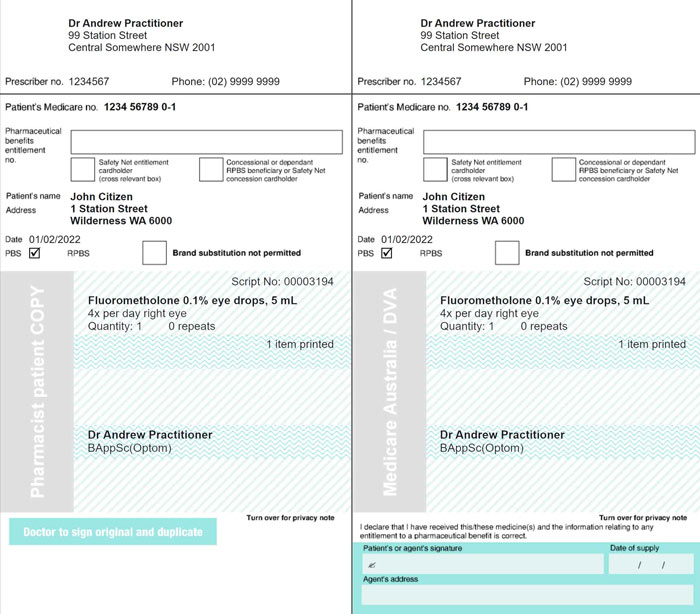 Dr Andrew Practitioner
99 Station Street
Central Somewhere NSW 2001
Prescriber no. 1234567 Phone: (02) 9999 9999
Patient's Medicare no. 1234 56789 0-1
Pharmaceutical
benefits
entitlement
no.
Safety Net entitlement
cardholder
(cross relevant box)
Concessional or dependant
RPBS beneficiary or Safety Net
concession cardholder
Patient's name John Citizen
Address 1 Station Street
Wilderness WA 6000
Date 01/02/2022
PBS RPBS Brand substitution not permitted
Pharmacist patient COPY
Script No: 00003194
Fluorometholone 0.1% eye drops, 5 mL
4x per day right eye
Quantity: 1 0 repeats
1 item printed
Dr Andrew Practitioner
BAppSc(Optom)
Turn over for privacy note
Doctor to sign original and duplicate
Dr Andrew Practitioner
99 Station Street
Central Somewhere NSW 2001
Prescriber no. 1234567 Phone: (02) 9999 9999
Patient's Medicare no. 1234 56789 0-1
Pharmaceutical
benefits
entitlement
no.
Safety Net entitlement
cardholder
(cross relevant box)
Concessional or dependant
RPBS beneficiary or Safety Net
concession cardholder
Patient's name John Citizen
Address 1 Station Street
Wilderness WA 6000
Date 01/02/2022
PBS RPBS Brand substitution not permitted
Medicare Australia / DVA
Script No: 00003194
Fluorometholone 0.1% eye drops, 5 mL
4x per day right eye
Quantity: 1 0 repeats
1 item printed
Dr Andrew Practitioner
BAppSc(Optom)
Turn over for privacy note
I declare that I have received this/these medicine(s) and the information relating to any
entitlement to a pharmaceutical benefit is correct.
Patient's or agent's signature Date of supply
/ /
Agent's address